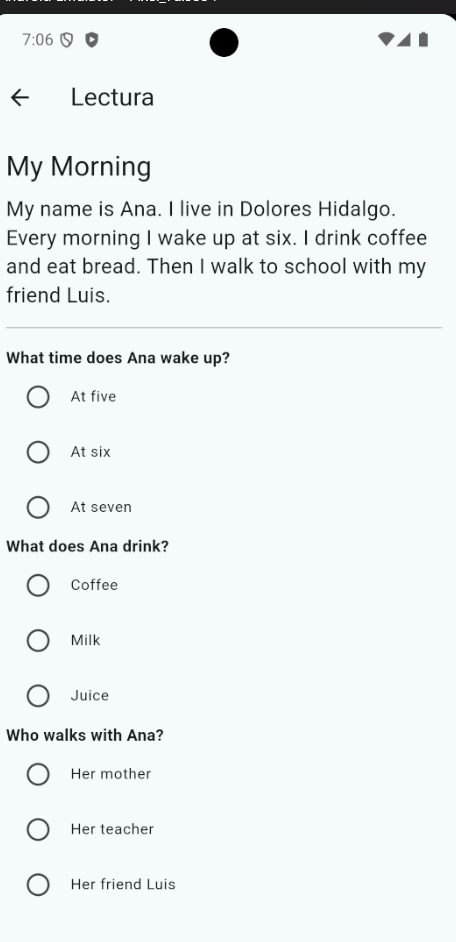 7:06
Lectura
My Morning
My name is Ana. I live in Dolores Hidalgo.
Every morning I wake up at six. I drink coffee
and eat bread. Then I walk to school with my
friend Luis.
What time does Ana wake up?
At five
At six
At seven
What does Ana drink?
Coffee
Milk
Juice
Who walks with Ana?
Her mother
Her teacher
Her friend Luis